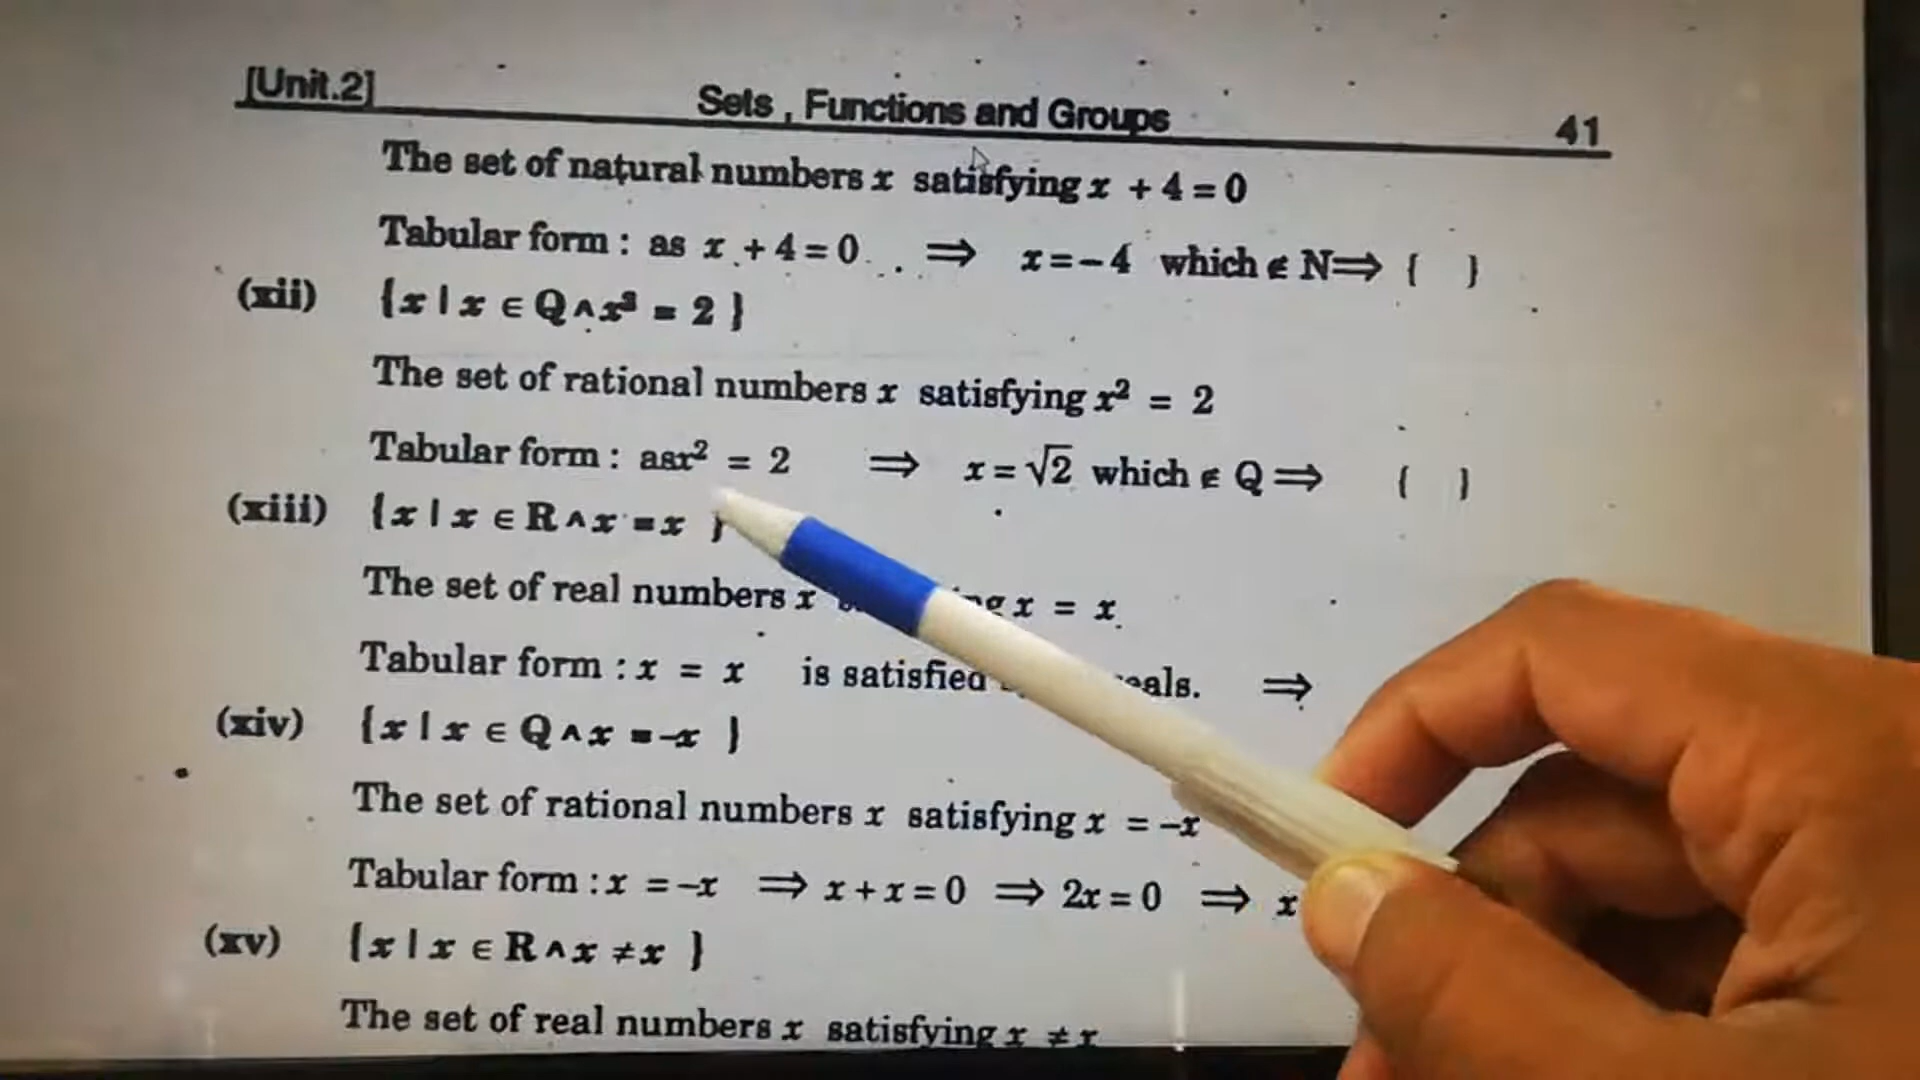 [Unit.2] Sets , Functions and Groups 41
The set of natural numbers x satisfying x + 4 = 0
Tabular form : as x + 4 = 0 ⇒ x = – 4 which ∉ N ⇒ { }
(xii) {x | x ∈ Q ∧ x² = 2 }
The set of rational numbers x satisfying x² = 2
Tabular form : as x² = 2 ⇒ x = √2 which ∉ Q ⇒ { }
(xiii) {x | x ∈ R ∧ x = x }
The set of real numbers x x = x
Tabular form : x = x is satisfied ⇒
(xiv) {x | x ∈ Q ∧ x = –x }
The set of rational numbers x satisfying x = –x
Tabular form : x = –x ⇒ x + x = 0 ⇒ 2x = 0 ⇒ x
(xv) {x | x ∈ R ∧ x ≠ x }
The set of real numbers x satisfying x ≠ x